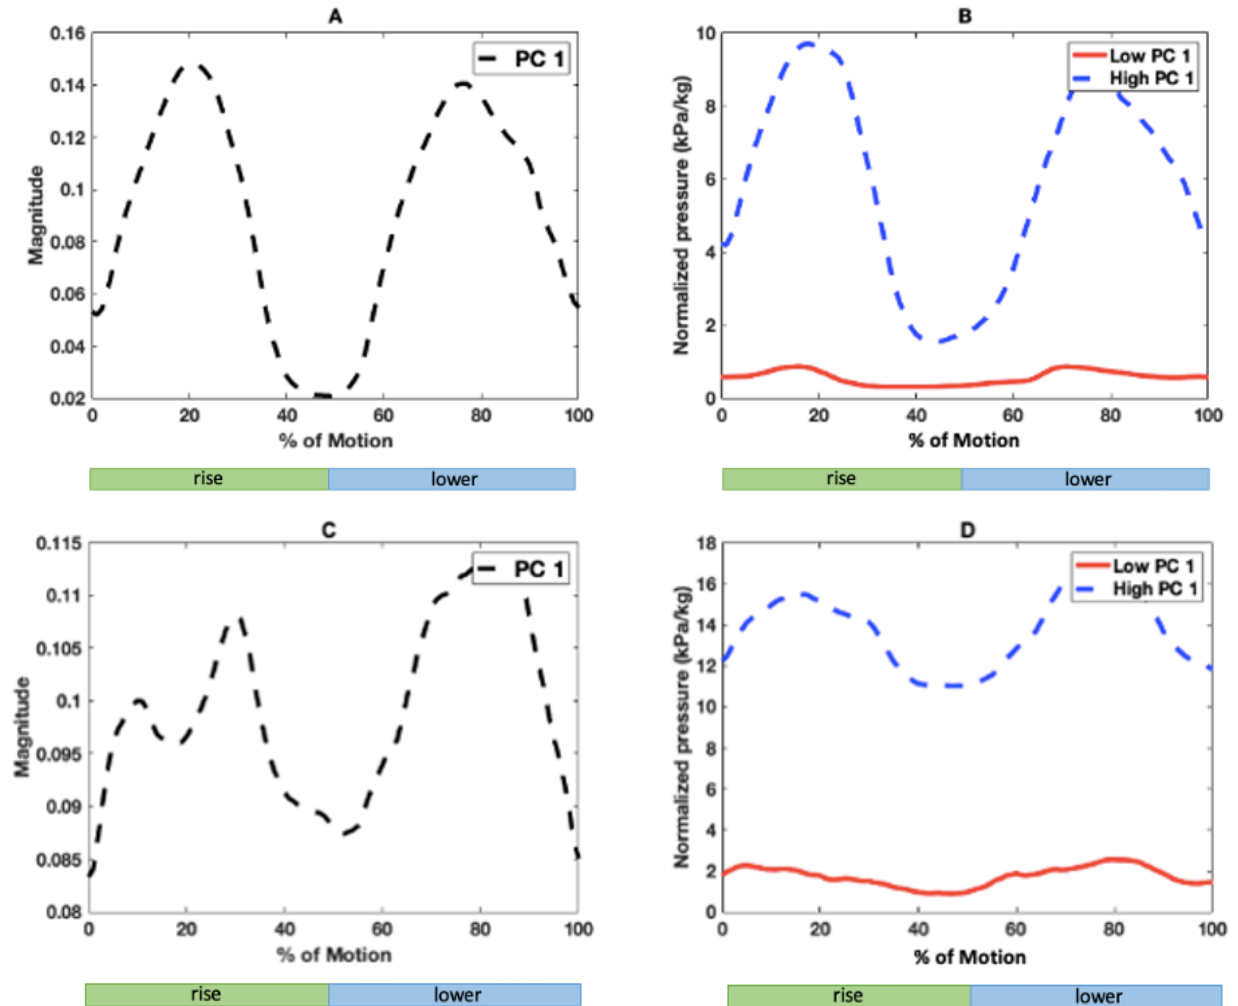 A
0.16
0.14
0.12
0.1
0.08
0.06
0.04
0.02
0 20 40 60 80 100
Magnitude
% of Motion
PC 1
rise lower
B
10
8
6
4
2
0
0 20 40 60 80 100
Normalized pressure (kPa/kg)
% of Motion
Low PC 1
High PC 1
rise lower
C
0.115
0.11
0.105
0.1
0.095
0.09
0.085
0.08
0 20 40 60 80 100
Magnitude
% of Motion
PC 1
rise lower
D
18
16
14
12
10
8
6
4
2
0
0 20 40 60 80 100
Normalized pressure (kPa/kg)
% of Motion
Low PC 1
High PC 1
rise lower